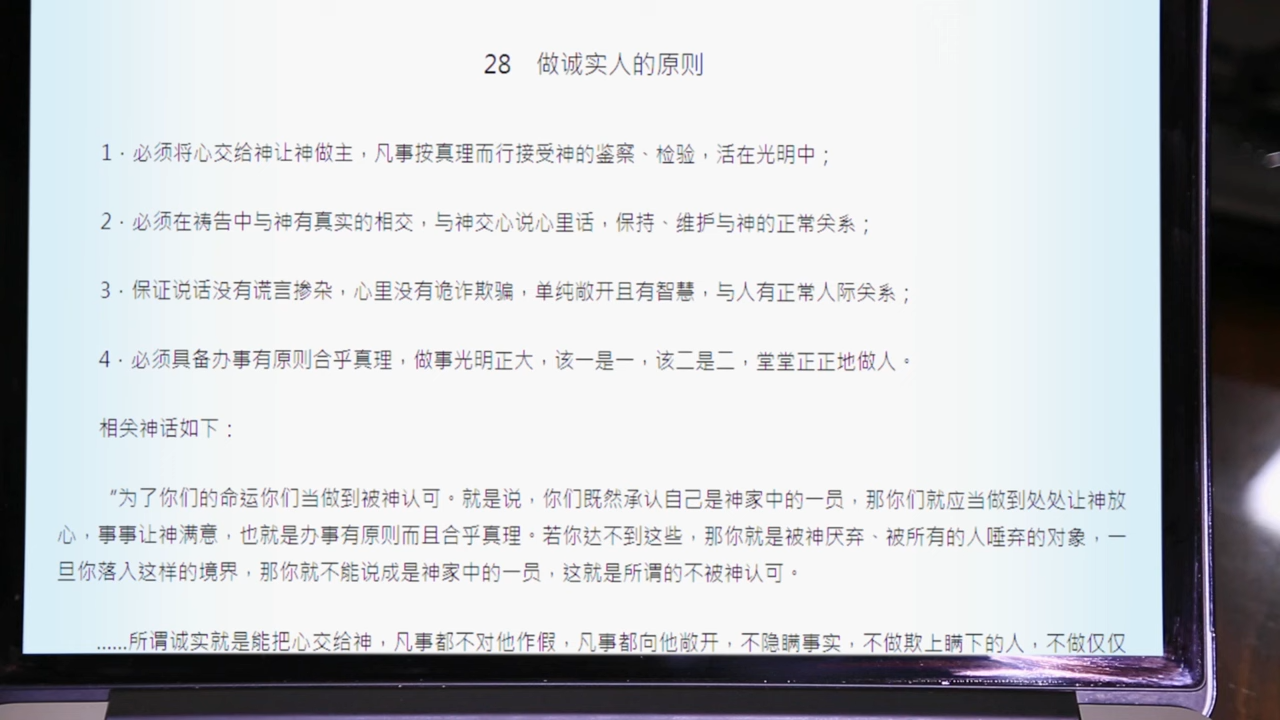 28 做诚实人的原则
1．必须将心交给神让神做主，凡事按真理而行接受神的鉴察、检验，活在光明中；
2．必须在祷告中与神有真实的相交，与神交心说心里话，保持、维护与神的正常关系；
3．保证说话没有谎言掺杂，心里没有诡诈欺骗，单纯敞开且有智慧，与人有正常人际关系；
4．必须具备办事有原则合乎真理，做事光明正大，该一是一，该二是二，堂堂正正地做人。
相关神话如下：
“为了你们的命运你们当做到被神认可。就是说，你们既然承认自己是神家中的一员，那你们就应当做到处处让神放
心，事事让神满意，也就是办事有原则而且合乎真理。若你达不到这些，那你就是被神厌弃、被所有的人唾弃的对象，一
旦你落入这样的境界，那你就不能说成是神家中的一员，这就是所谓的不被神认可。
……所谓诚实就是能把心交给神，凡事都不对他作假，凡事都向他敞开，不隐瞒事实，不做欺上瞒下的人，不做仅仅